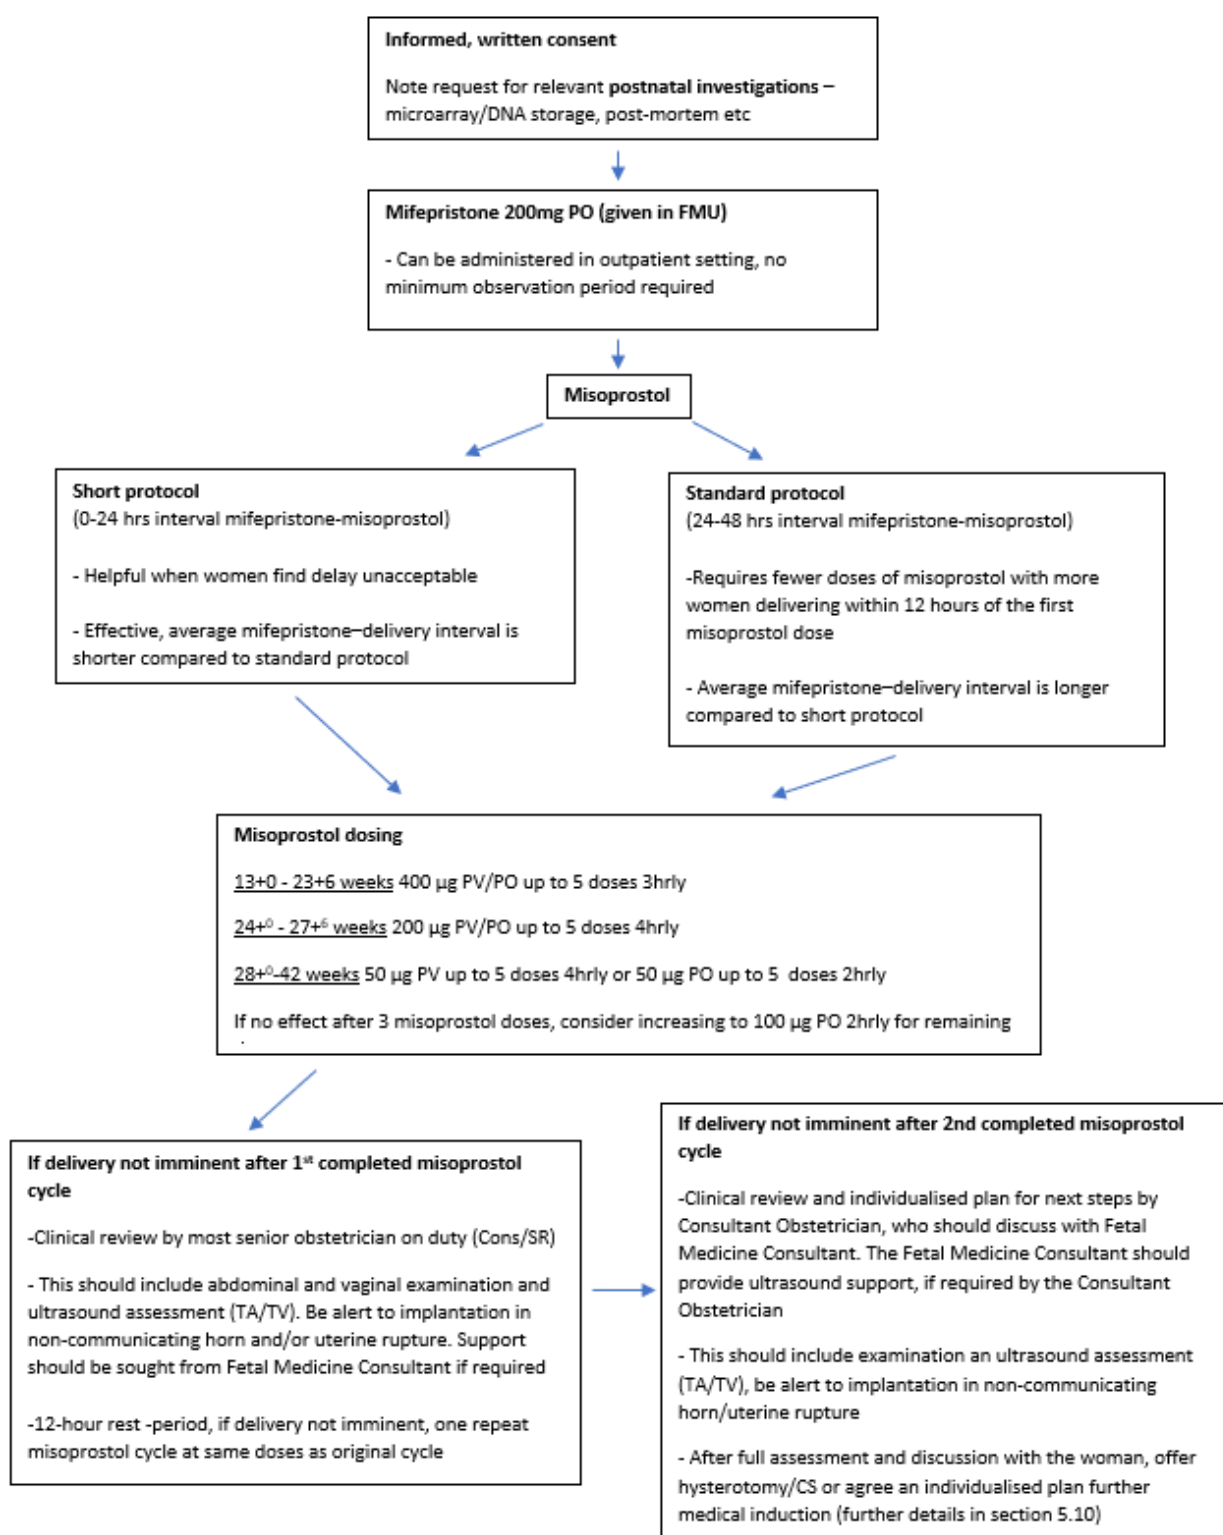 Informed, written consent
Note request for relevant postnatal investigations –
microarray/DNA storage, post-mortem etc
Mifepristone 200mg PO (given in FMU)
- Can be administered in outpatient setting, no
minimum observation period required
Misoprostol
Short protocol
(0-24 hrs interval mifepristone-misoprostol)
- Helpful when women find delay unacceptable
- Effective, average mifepristone–delivery interval is
shorter compared to standard protocol
Standard protocol
(24-48 hrs interval mifepristone-misoprostol)
-Requires fewer doses of misoprostol with more
women delivering within 12 hours of the first
misoprostol dose
- Average mifepristone–delivery interval is longer
compared to short protocol
Misoprostol dosing
13+0 - 23+6 weeks 400 µg PV/PO up to 5 doses 3hrly
24+⁰ - 27+⁶ weeks 200 µg PV/PO up to 5 doses 4hrly
28+⁰-42 weeks 50 µg PV up to 5 doses 4hrly or 50 µg PO up to 5 doses 2hrly
If no effect after 3 misoprostol doses, consider increasing to 100 µg PO 2hrly for remaining
If delivery not imminent after 1ˢᵗ completed misoprostol
cycle
-Clinical review by most senior obstetrician on duty (Cons/SR)
- This should include abdominal and vaginal examination and
ultrasound assessment (TA/TV). Be alert to implantation in
non-communicating horn and/or uterine rupture. Support
should be sought from Fetal Medicine Consultant if required
-12-hour rest -period, if delivery not imminent, one repeat
misoprostol cycle at same doses as original cycle
If delivery not imminent after 2nd completed misoprostol
cycle
-Clinical review and individualised plan for next steps by
Consultant Obstetrician, who should discuss with Fetal
Medicine Consultant. The Fetal Medicine Consultant should
provide ultrasound support, if required by the Consultant
Obstetrician
- This should include examination an ultrasound assessment
(TA/TV), be alert to implantation in non-communicating
horn/uterine rupture
- After full assessment and discussion with the woman, offer
hysterotomy/CS or agree an individualised plan further
medical induction (further details in section 5.10)